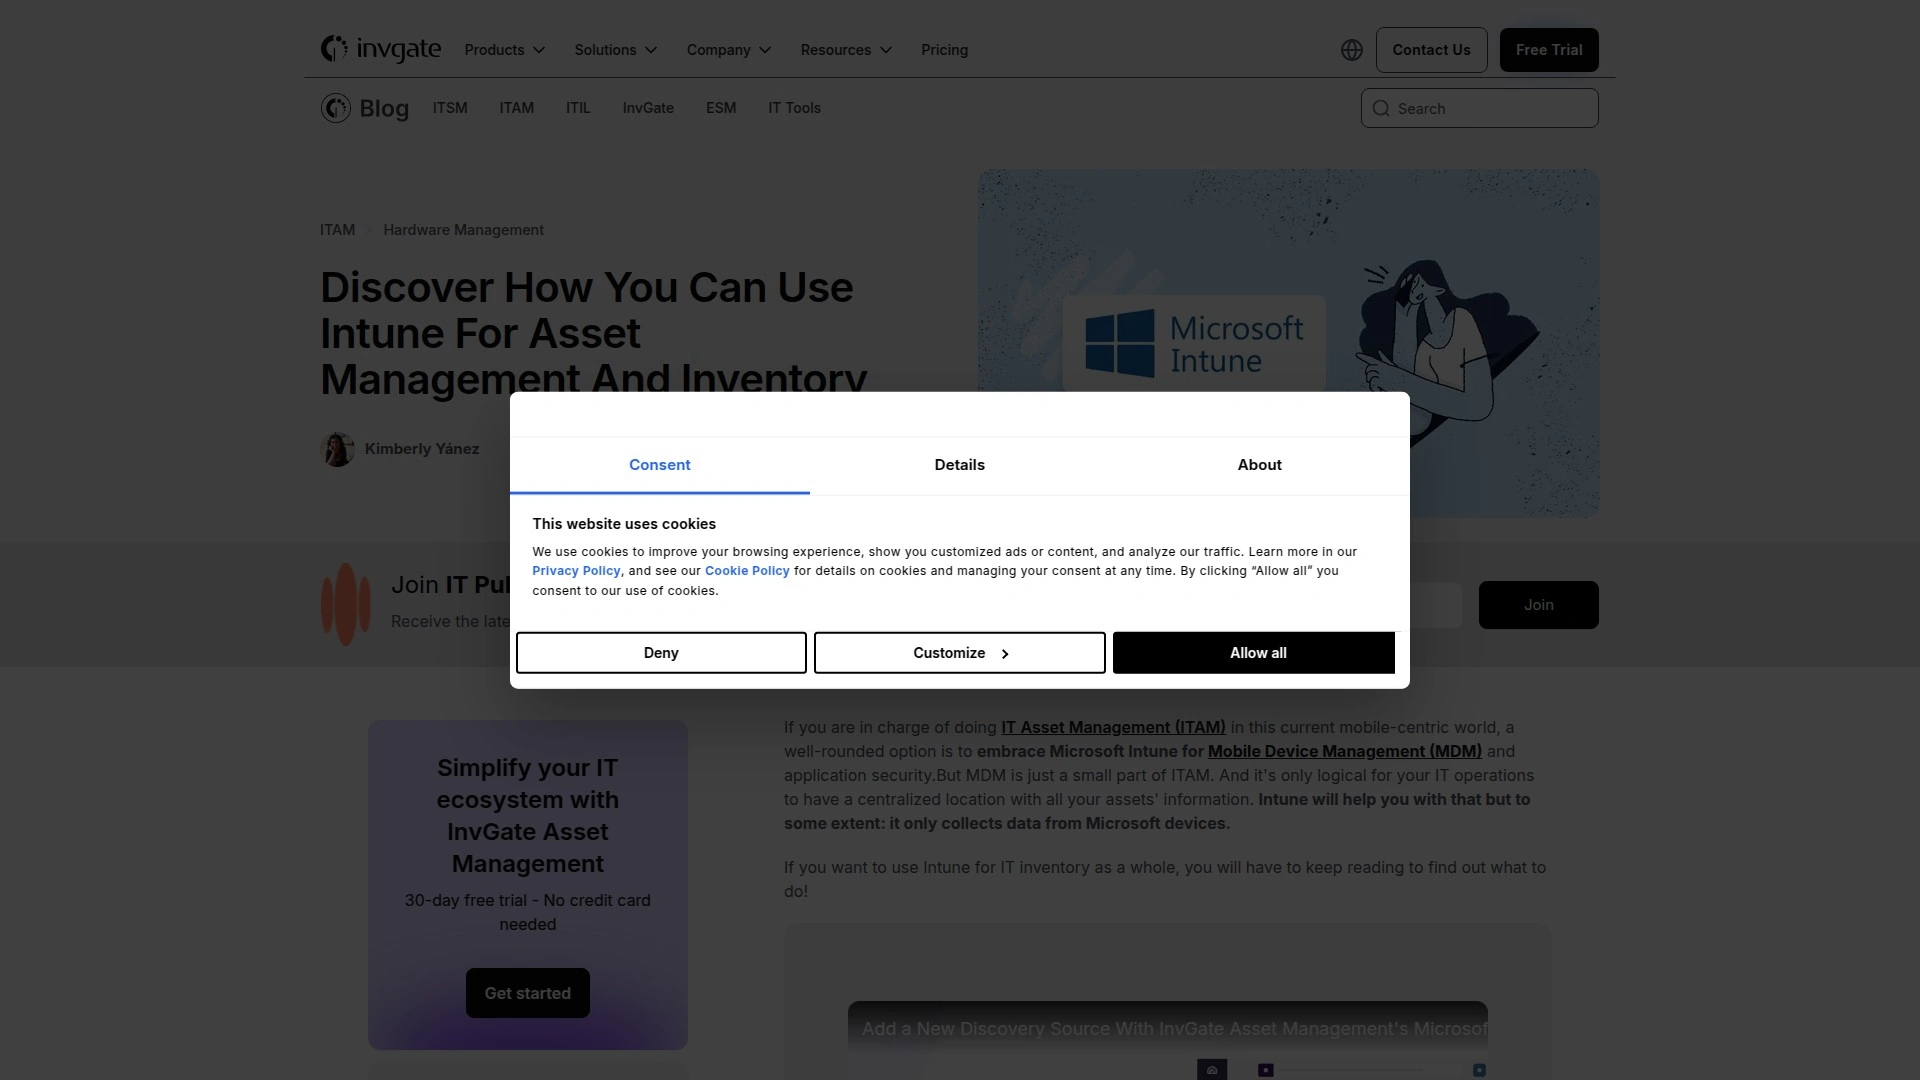 invgate Products Solutions Company Resources Pricing Contact Us Free Trial
Blog ITSM ITAM ITIL InvGate ESM IT Tools Search
ITAM Hardware Management
Discover How You Can Use
Intune For Asset
Management And Inventory
Microsoft
Intune
Kimberly Yánez
Consent Details About
This website uses cookies
We use cookies to improve your browsing experience, show you customized ads or content, and analyze our traffic. Learn more in our
Privacy Policy, and see our Cookie Policy for details on cookies and managing your consent at any time. By clicking “Allow all” you
consent to our use of cookies.
Deny Customize Allow all
Join IT Pul
Receive the late
Join
Simplify your IT
ecosystem with
InvGate Asset
Management
30-day free trial - No credit card
needed
Get started
If you are in charge of doing IT Asset Management (ITAM) in this current mobile-centric world, a
well-rounded option is to embrace Microsoft Intune for Mobile Device Management (MDM) and
application security.But MDM is just a small part of ITAM. And it's only logical for your IT operations
to have a centralized location with all your assets' information. Intune will help you with that but to
some extent: it only collects data from Microsoft devices.
If you want to use Intune for IT inventory as a whole, you will have to keep reading to find out what to
do!
Add a New Discovery Source With InvGate Asset Management's Microsof